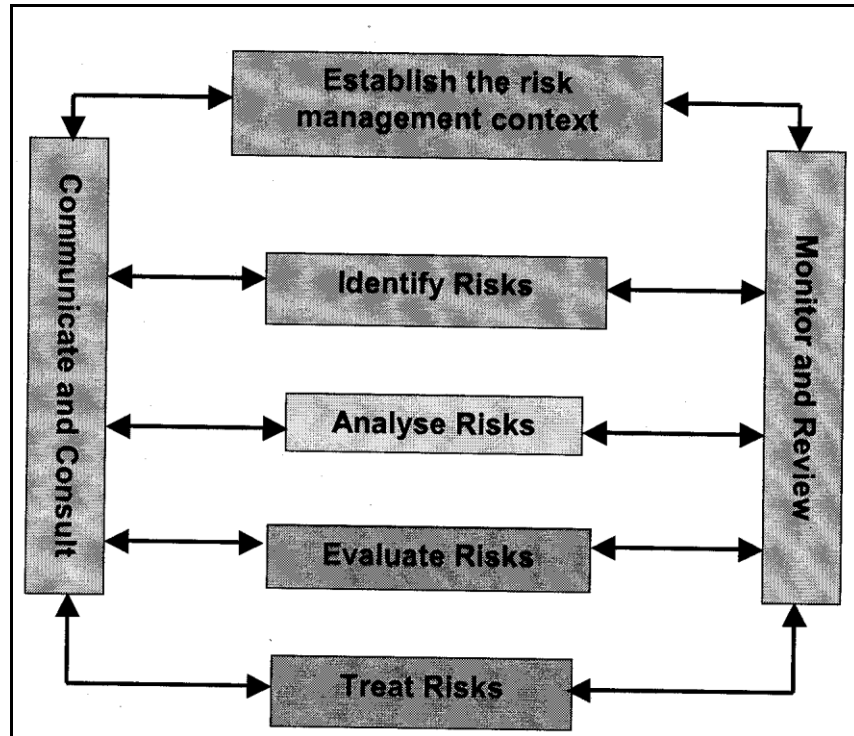 Establish the risk
management context
Communicate and Consult
Monitor and Review
Identify Risks
Analyse Risks
Evaluate Risks
Treat Risks